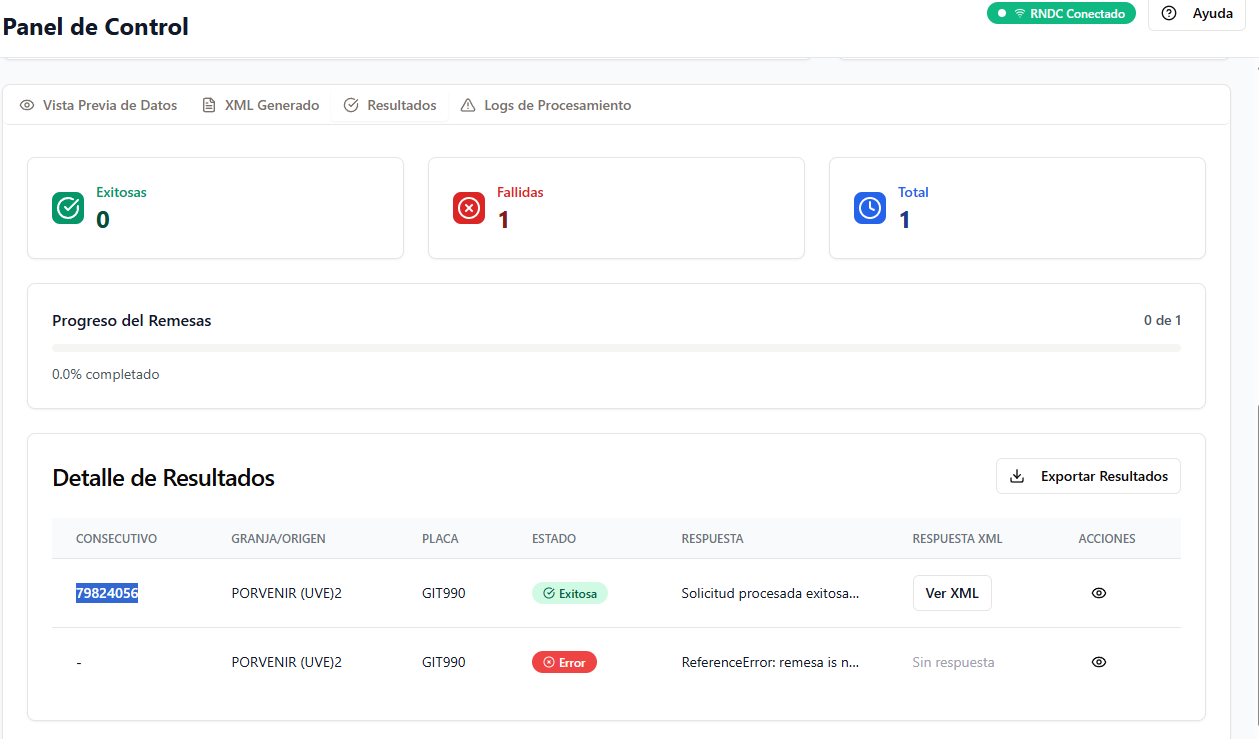 Panel de Control
RNDC Conectado
Ayuda
Vista Previa de Datos
XML Generado
Resultados
Logs de Procesamiento
Exitosas
0
Fallidas
1
Total
1
Progreso del Remesas
0 de 1
0.0% completado
Detalle de Resultados
Exportar Resultados
CONSECUTIVO GRANJA/ORIGEN PLACA ESTADO RESPUESTA RESPUESTA XML ACCIONES
79824056 PORVENIR (UVE)2 GIT990 Exitosa Solicitud procesada exitosa... Ver XML
- PORVENIR (UVE)2 GIT990 Error ReferenceError: remesa is n... Sin respuesta